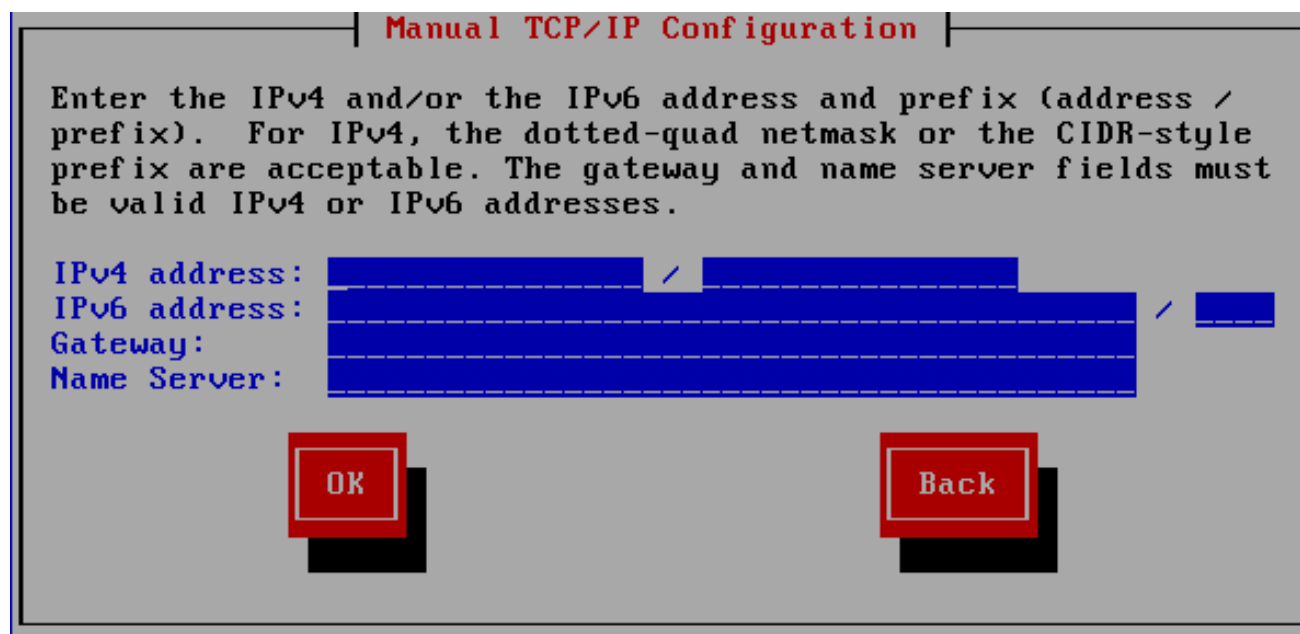 Manual TCP/IP Configuration
Enter the IPv4 and/or the IPv6 address and prefix (address /
prefix).  For IPv4, the dotted-quad netmask or the CIDR-style
prefix are acceptable. The gateway and name server fields must
be valid IPv4 or IPv6 addresses.
IPv4 address: /
IPv6 address: /
Gateway:
Name Server:
OK Back